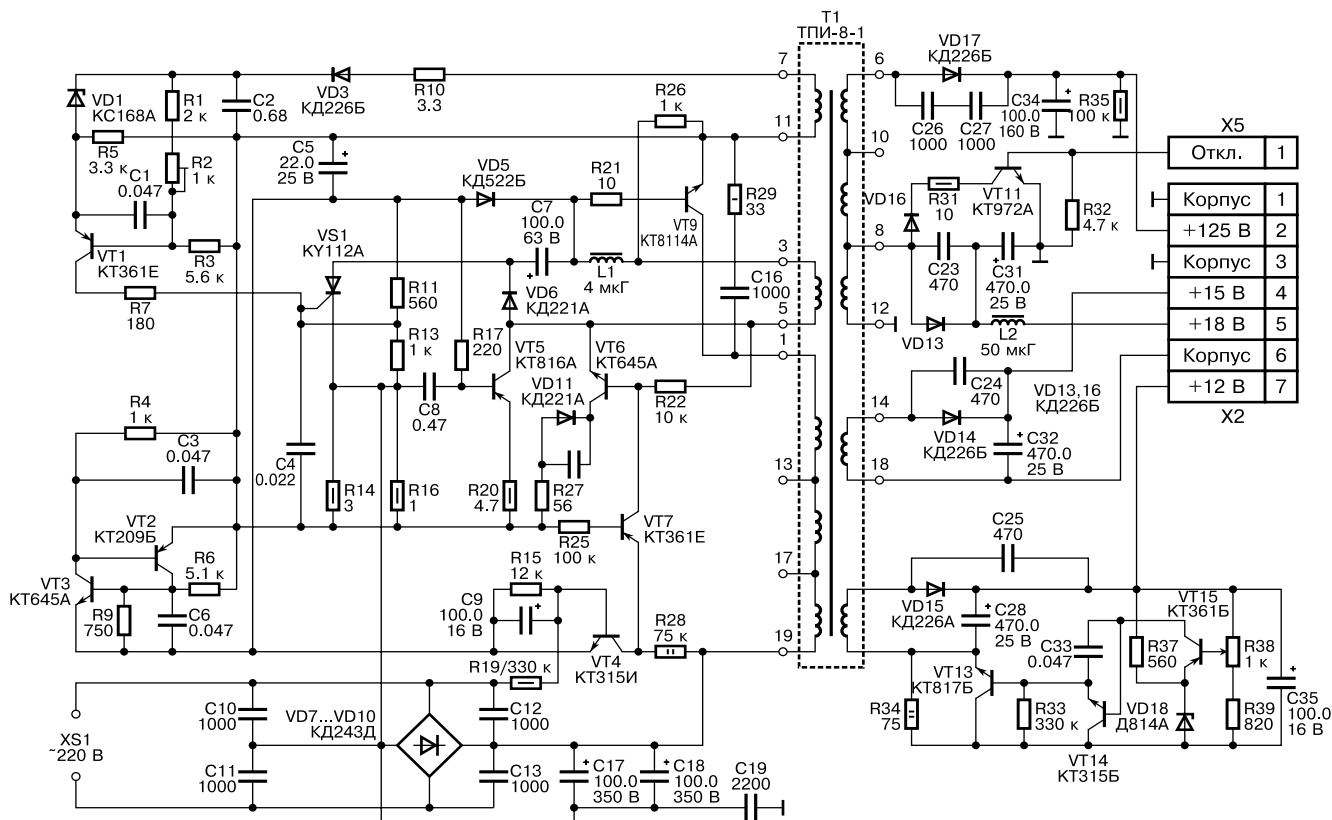 Т1
ТПИ-8-1
7
6
VD17
КД226Б
VD1
КС168А
R1
2 к
C2
0.68
VD3
КД226Б
R10
3.3
R26
1 к
C26
1000
C27
1000
C34
100.0
160 В
R35
100 к
X5
Откл.
1
11
10
R5
3.3 к
R2
1 к
C5
22.0
25 В
VD5
КД522Б
R21
10
R29
33
VT11
КТ972А
C1
0.047
VT9
КТ8114А
VD16
R31
10
R32
4.7 к
Корпус
1
+125 В
2
Корпус
3
+15 В
4
+18 В
5
Корпус
6
+12 В
7
X2
VT1
КТ361Е
R3
5.6 к
VS1
КУ112А
C7
100.0
63 В
L1
4 мкГ
3
8
C23
470
C31
470.0
25 В
R7
180
R11
560
VD6
КД221А
C16
1000
5
12
VD13
L2
50 мкГ
R13
1 к
R17
220
VT5
КТ816А
VT6
КТ645А
1
C24
470
VD13,16
КД226Б
C8
0.47
VD11
КД221А
R22
10 к
14
VD14
КД226Б
C32
470.0
25 В
R4
1 к
C3
0.047
C4
0.022
R14
3
R16
1
R20
4.7
R27
56
13
18
VT2
КТ209Б
R25
100 к
VT7
КТ361Е
C25
470
VT3
КТ645А
R6
5.1 к
R15
12 к
17
R9
750
C6
0.047
C9
100.0
16 В
VT4
КТ315И
R28
75 к
19
VD15
КД226А
C28
470.0
25 В
C33
0.047
VT15
КТ361Б
R37
560
R38
1 к
R19/330 к
VT13
КТ817Б
R34
75
R33
330 к
VD18
Д814А
R39
820
C35
100.0
16 В
VT14
КТ315Б
XS1
~220 В
C10
1000
VD7...VD10
КД243Д
C12
1000
C11
1000
C13
1000
C17
100.0
350 В
C18
100.0
350 В
C19
2200